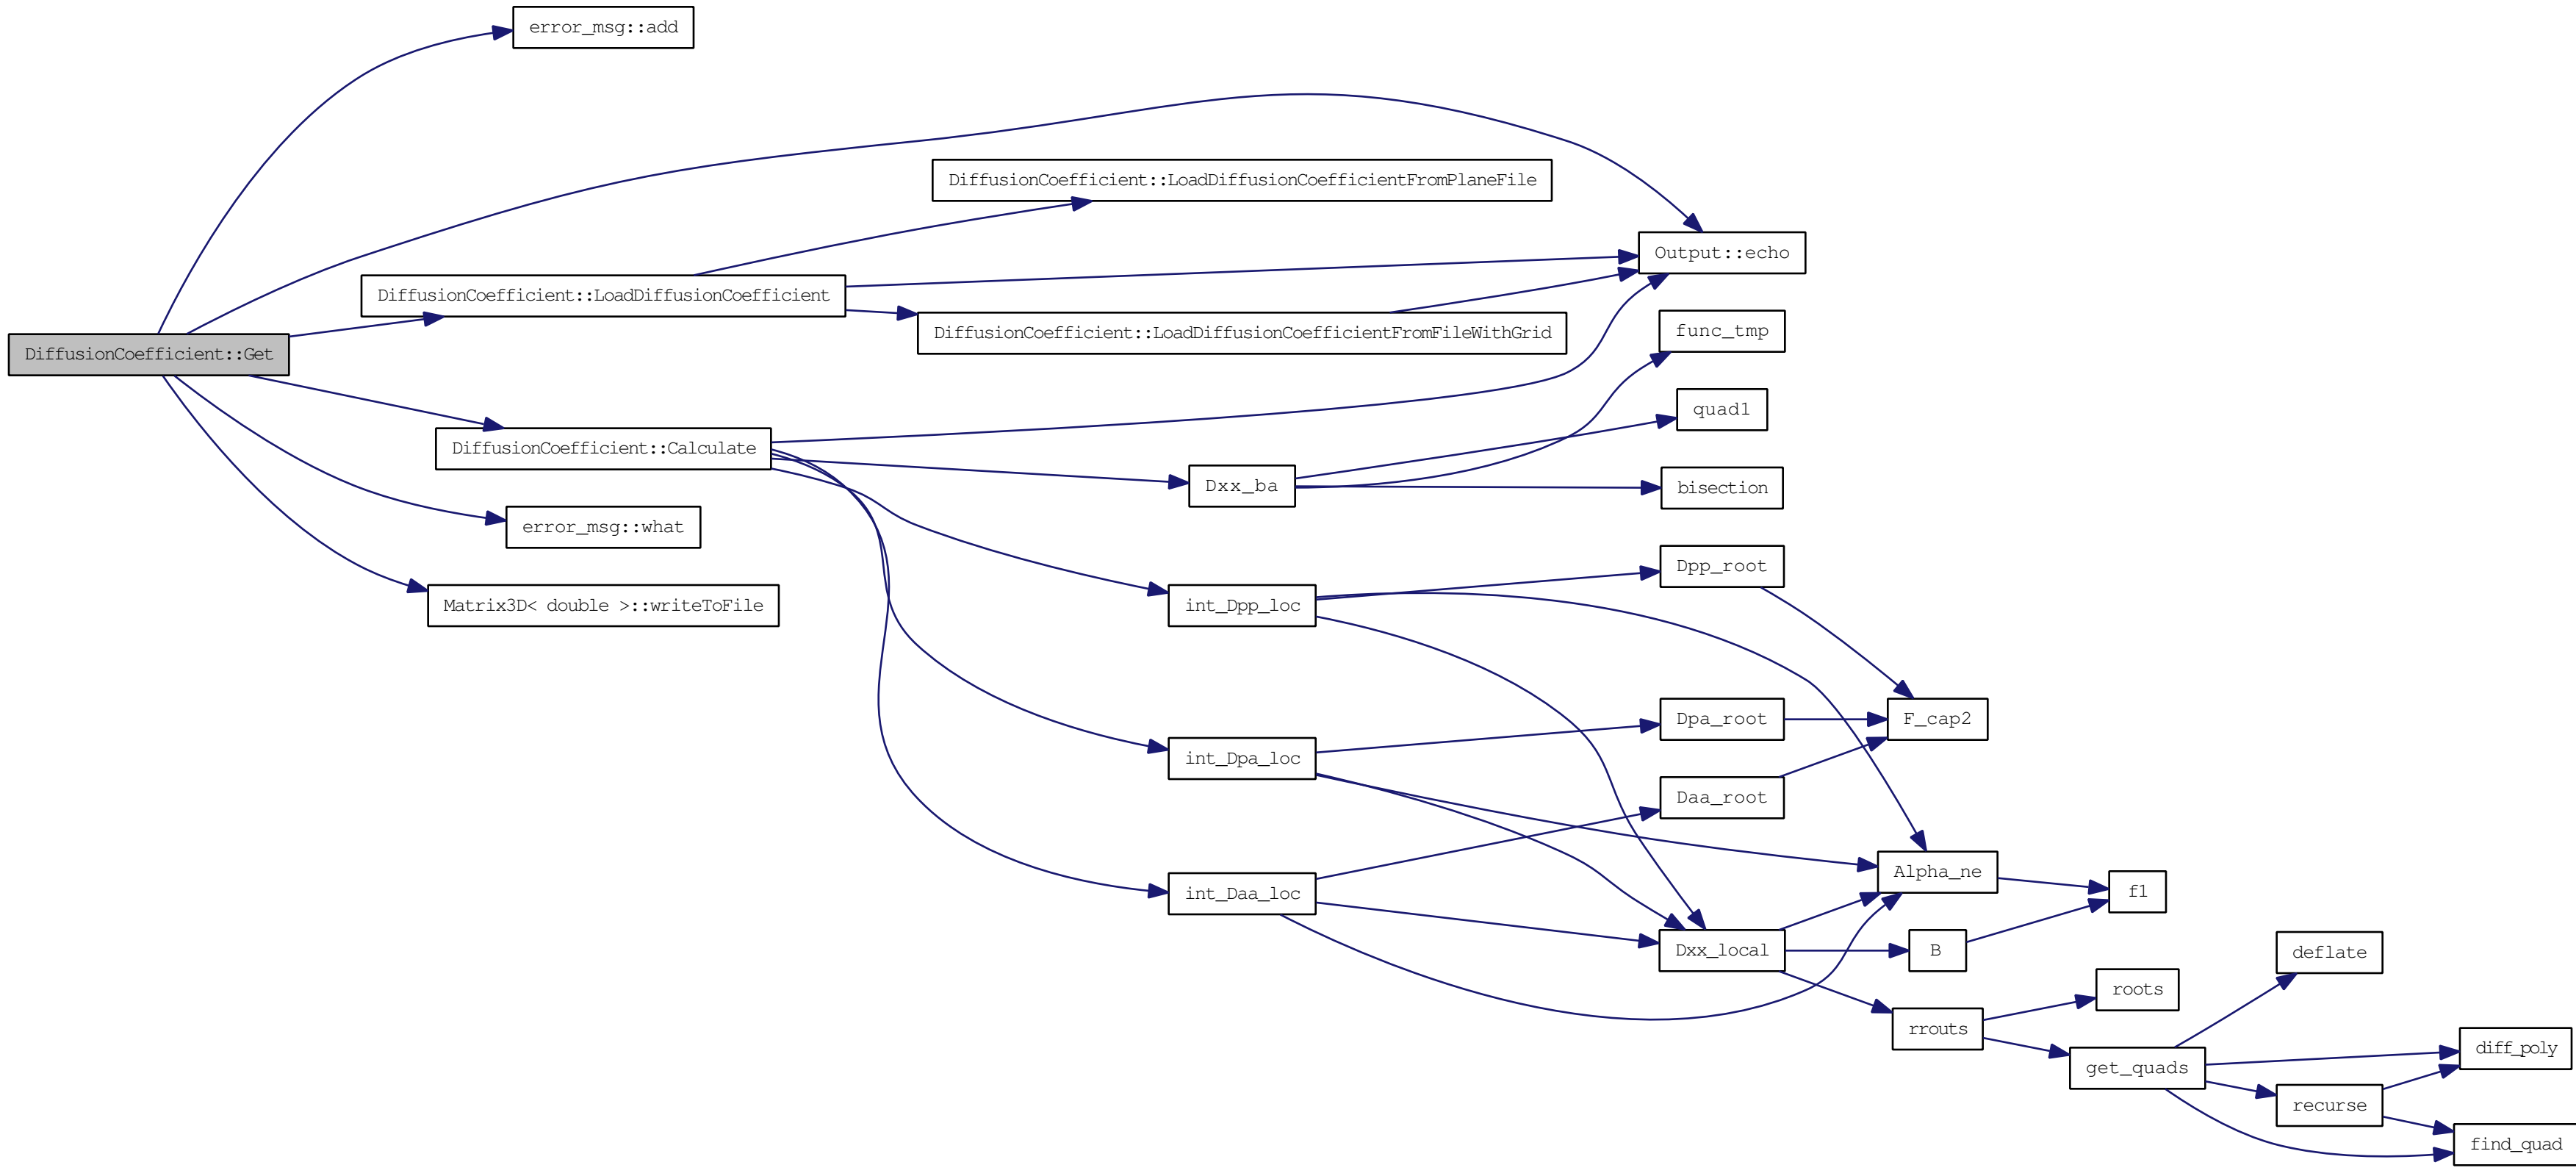 error_msg::add
DiffusionCoefficient::LoadDiffusionCoefficientFromPlaneFile
Output::echo
DiffusionCoefficient::LoadDiffusionCoefficient
func_tmp
DiffusionCoefficient::LoadDiffusionCoefficientFromFileWithGrid
DiffusionCoefficient::Get
quad1
DiffusionCoefficient::Calculate
Dxx_ba
bisection
error_msg::what
Dpp_root
Matrix3D< double >::writeToFile
int_Dpp_loc
Dpa_root
F_cap2
int_Dpa_loc
Daa_root
Alpha_ne
int_Daa_loc
f1
Dxx_local
B
deflate
roots
rrouts
diff_poly
get_quads
recurse
find_quad